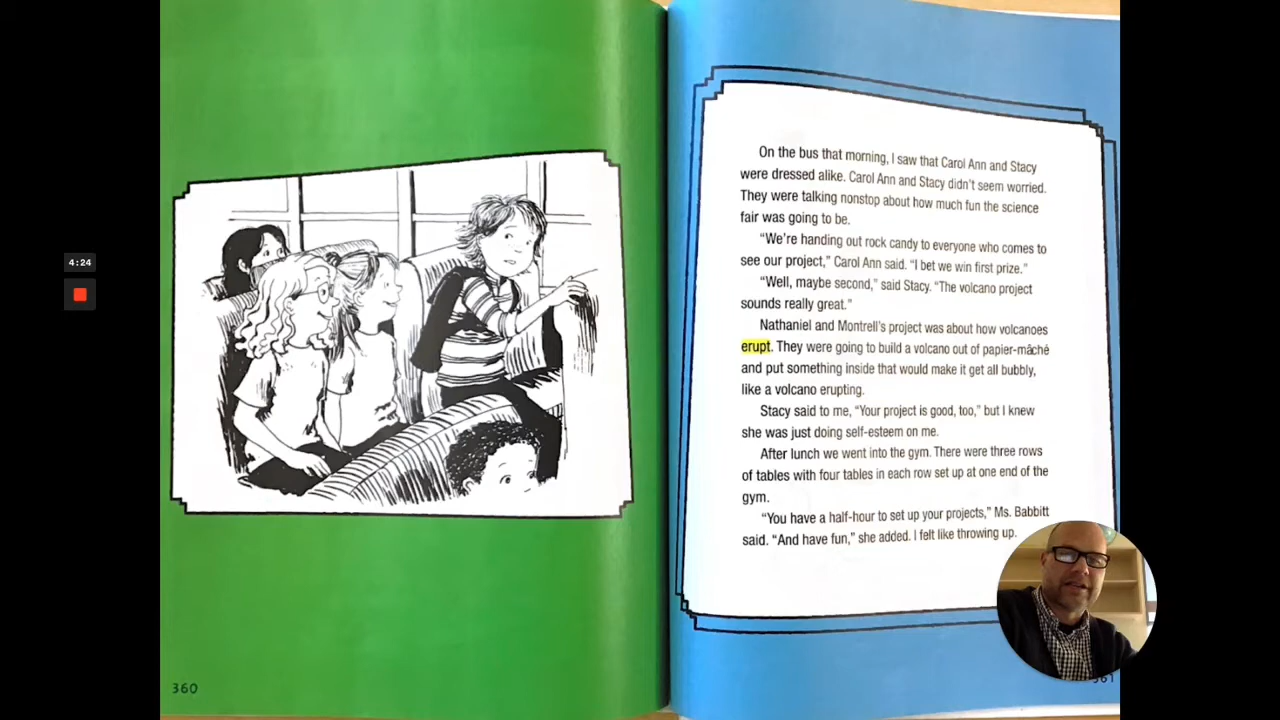 4:24
On the bus that morning, I saw that Carol Ann and Stacy
were dressed alike. Carol Ann and Stacy didn't seem worried.
They were talking nonstop about how much fun the science
fair was going to be.
“We're handing out rock candy to everyone who comes to
see our project,” Carol Ann said. “I bet we win first prize.”
“Well, maybe second,” said Stacy. “The volcano project
sounds really great.”
Nathaniel and Montrell's project was about how volcanoes
erupt. They were going to build a volcano out of papier-mâché
and put something inside that would make it get all bubbly,
like a volcano erupting.
Stacy said to me, “Your project is good, too,” but I knew
she was just doing self-esteem on me.
After lunch we went into the gym. There were three rows
of tables with four tables in each row set up at one end of the
gym.
“You have a half-hour to set up your projects,” Ms. Babbitt
said. “And have fun,” she added. I felt like throwing up.
360
361